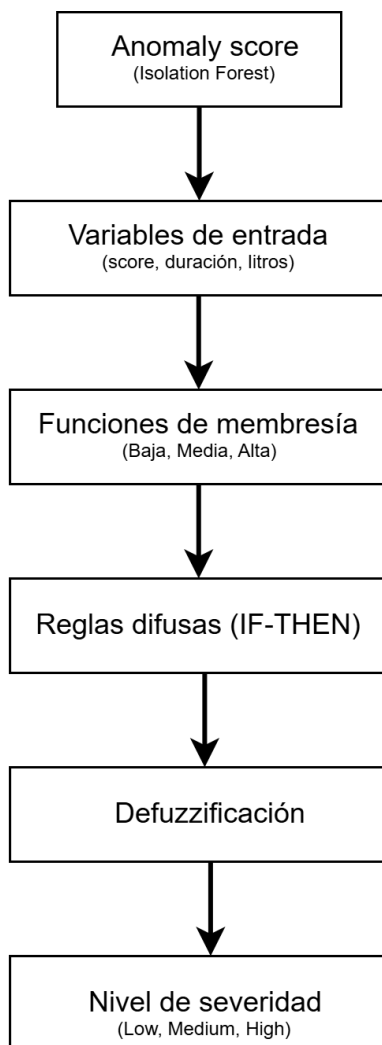 Anomaly score
(Isolation Forest)
Variables de entrada
(score, duración, litros)
Funciones de membresía
(Baja, Media, Alta)
Reglas difusas (IF-THEN)
Defuzzificación
Nivel de severidad
(Low, Medium, High)